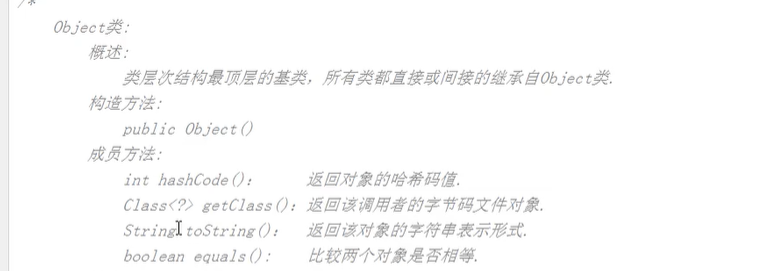 /*
Object类:
概述:
类层次结构最顶层的基类，所有类都直接或间接的继承自Object类.
构造方法:
public Object()
成员方法:
int hashCode(): 返回对象的哈希码值.
Class<?> getClass(): 返回该调用者的字节码文件对象.
String toString(): 返回该对象的字符串表示形式.
boolean equals(): 比较两个对象是否相等.